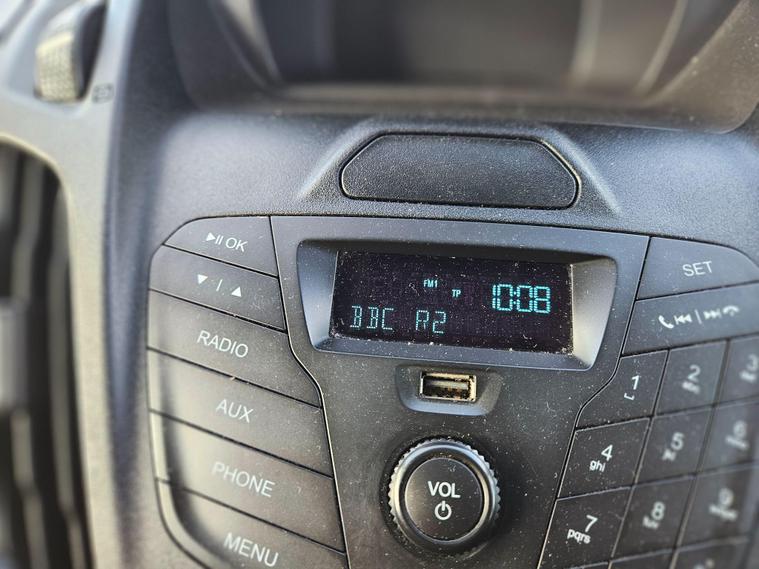 ⏯ OK
▼ / ▲
RADIO
AUX
PHONE
MENU
FM1
TP
10:08
BBC R2
VOL
SET
1
2
3
4
ghi
5
7
pqrs
8